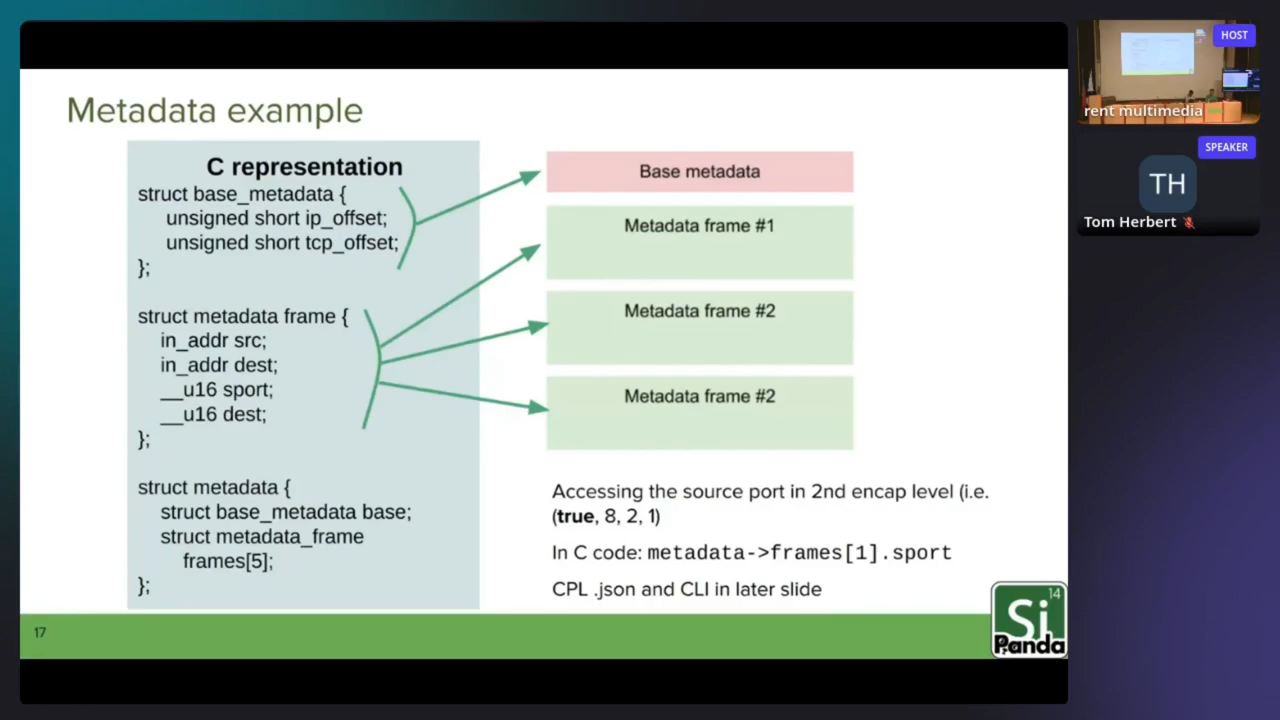 Metadata example
C representation
struct base_metadata {
unsigned short ip_offset;
unsigned short tcp_offset;
};
struct metadata frame {
in_addr src;
in_addr dest;
__u16 sport;
__u16 dest;
};
struct metadata {
struct base_metadata base;
struct metadata_frame
frames[5];
};
Base metadata
Metadata frame #1
Metadata frame #2
Metadata frame #2
Accessing the source port in 2nd encap level (i.e.
(true, 8, 2, 1)
In C code: metadata->frames[1].sport
CPL .json and CLI in later slide
17
14
Si
Panda
HOST
rent multimedia
SPEAKER
TH
Tom Herbert